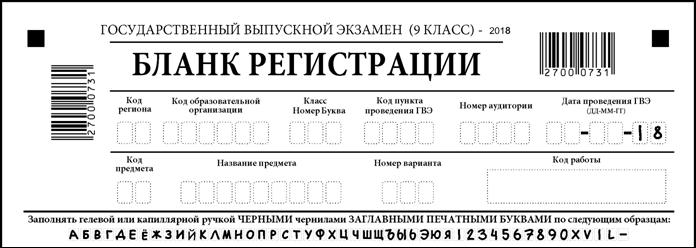 ГОСУДАРСТВЕННЫЙ ВЫПУСКНОЙ ЭКЗАМЕН (9 КЛАСС) - 2018
БЛАНК РЕГИСТРАЦИИ
2700 0731
2700 0731
Код региона
Код образовательной организации
Класс
Номер Буква
Код пункта проведения ГВЭ
Номер аудитории
Дата проведения ГВЭ
(ДД-ММ-ГГ)
- - 18
Код предмета
Название предмета
Номер варианта
Код работы
Заполнять гелевой или капиллярной ручкой ЧЕРНЫМИ чернилами ЗАГЛАВНЫМИ ПЕЧАТНЫМИ БУКВАМИ по следующим образцам:
АБВГДЕЁЖЗИЙКЛМНОПРСТУФХЦЧШЩЪЫЬЭЮЯ1234567890XVIL-